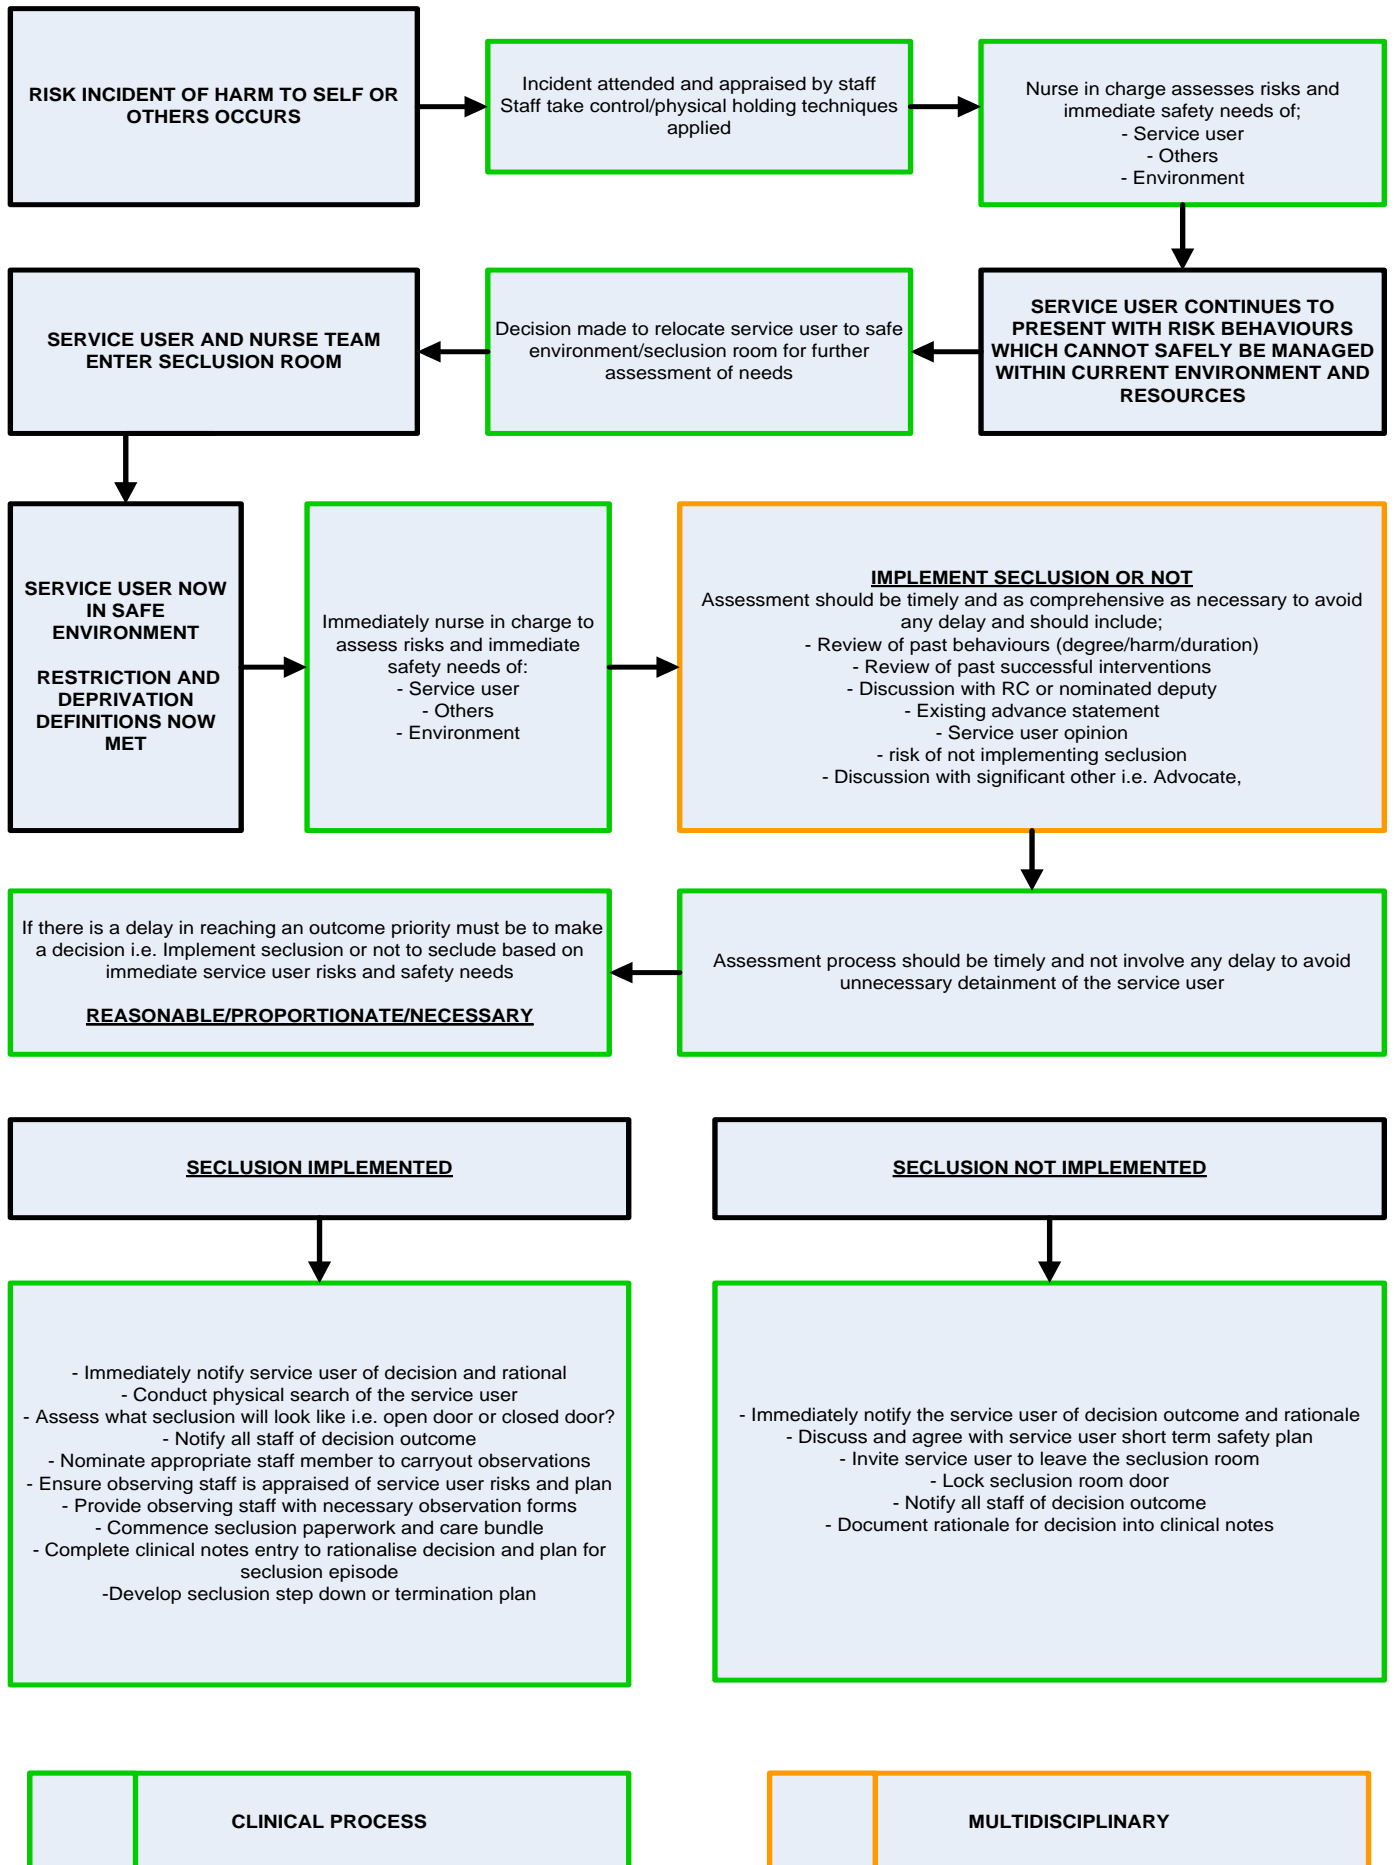 RISK INCIDENT OF HARM TO SELF OR
OTHERS OCCURS
Incident attended and appraised by staff
Staff take control/physical holding techniques
applied
Nurse in charge assesses risks and
immediate safety needs of;
- Service user
- Others
- Environment
SERVICE USER AND NURSE TEAM
ENTER SECLUSION ROOM
Decision made to relocate service user to safe
environment/seclusion room for further
assessment of needs
SERVICE USER CONTINUES TO
PRESENT WITH RISK BEHAVIOURS
WHICH CANNOT SAFELY BE MANAGED
WITHIN CURRENT ENVIRONMENT AND
RESOURCES
SERVICE USER NOW
IN SAFE
ENVIRONMENT
RESTRICTION AND
DEPRIVATION
DEFINITIONS NOW
MET
Immediately nurse in charge to
assess risks and immediate
safety needs of:
- Service user
- Others
- Environment
IMPLEMENT SECLUSION OR NOT
Assessment should be timely and as comprehensive as necessary to avoid
any delay and should include;
- Review of past behaviours (degree/harm/duration)
- Review of past successful interventions
- Discussion with RC or nominated deputy
- Existing advance statement
- Service user opinion
- risk of not implementing seclusion
- Discussion with significant other i.e. Advocate,
If there is a delay in reaching an outcome priority must be to make
a decision i.e. Implement seclusion or not to seclude based on
immediate service user risks and safety needs
REASONABLE/PROPORTIONATE/NECESSARY
Assessment process should be timely and not involve any delay to avoid
unnecessary detainment of the service user
SECLUSION IMPLEMENTED
SECLUSION NOT IMPLEMENTED
- Immediately notify service user of decision and rational
- Conduct physical search of the service user
- Assess what seclusion will look like i.e. open door or closed door?
- Notify all staff of decision outcome
- Nominate appropriate staff member to carryout observations
- Ensure observing staff is appraised of service user risks and plan
- Provide observing staff with necessary observation forms
- Commence seclusion paperwork and care bundle
- Complete clinical notes entry to rationalise decision and plan for
seclusion episode
-Develop seclusion step down or termination plan
- Immediately notify the service user of decision outcome and rationale
- Discuss and agree with service user short term safety plan
- Invite service user to leave the seclusion room
- Lock seclusion room door
- Notify all staff of decision outcome
- Document rationale for decision into clinical notes
CLINICAL PROCESS
MULTIDISCIPLINARY